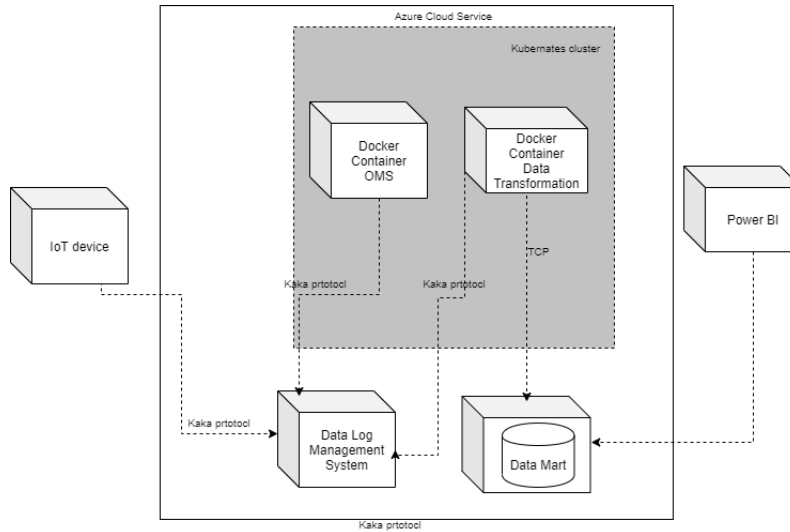 Azure Cloud Service
Kubernates cluster
Docker
Container
OMS
Docker
Container
Data
Transformation
IoT device
Power BI
TCP
Kaka prtotocl
Kaka prtotocl
Kaka prtotocl
Data Log
Management
System
Data Mart
Kaka prtotocl